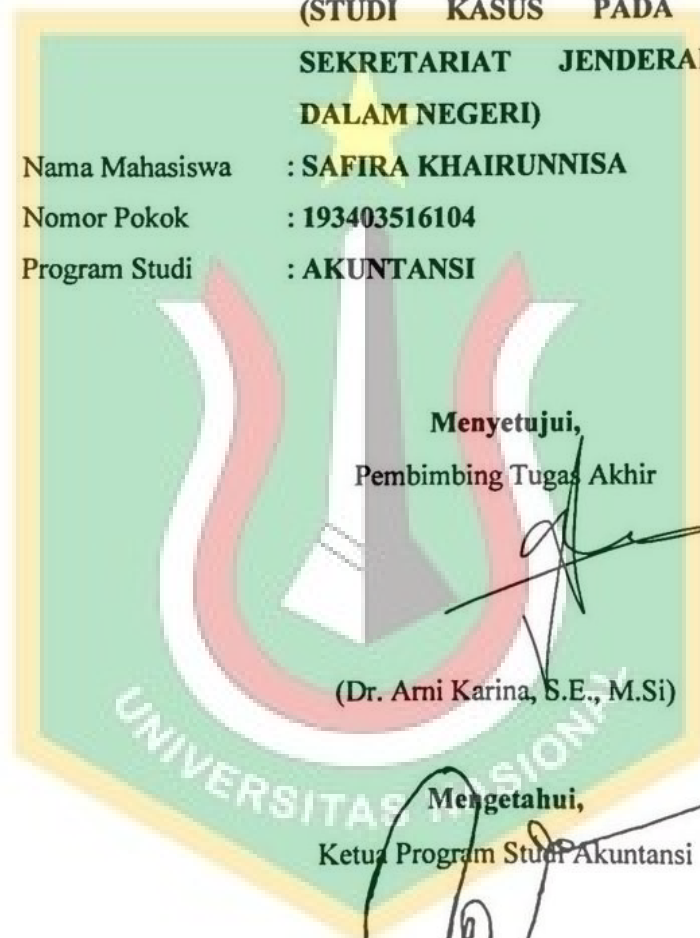 (STUDI KASUS PADA
SEKRETARIAT JENDERAL
DALAM NEGERI)
Nama Mahasiswa : SAFIRA KHAIRUNNISA
Nomor Pokok : 193403516104
Program Studi : AKUNTANSI
Menyetujui,
Pembimbing Tugas Akhir
(Dr. Arni Karina, S.E., M.Si)
UNIVERSITAS NASIONAL
Mengetahui,
Ketua Program Studi Akuntansi